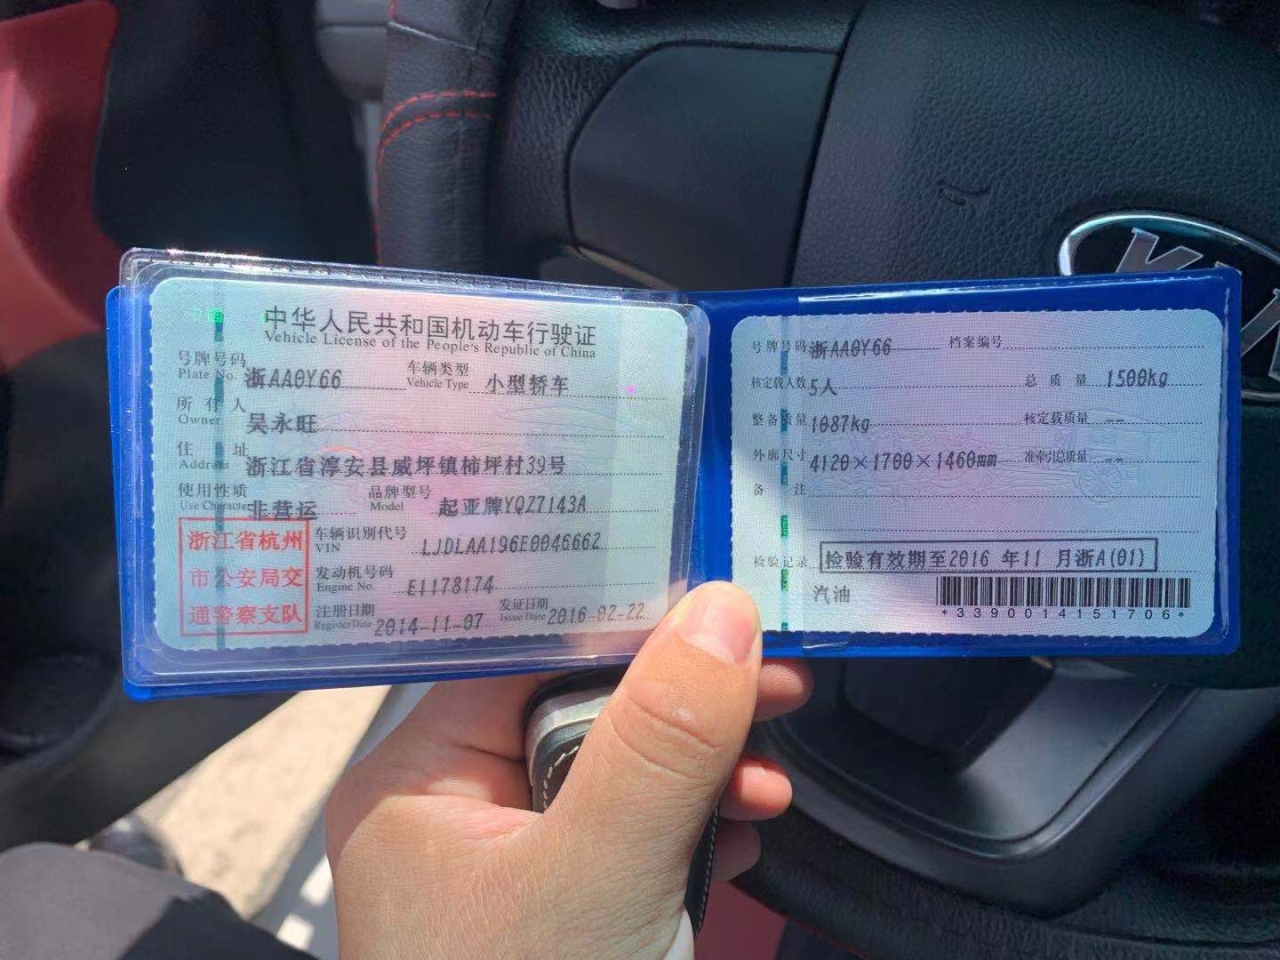 中华人民共和国机动车行驶证
Vehicle License of the People's Republic of China
号牌号码 浙AA0Y66 车辆类型 小型轿车
Plate No. Vehicle Type
所有人 吴永旺
Owner
住址 浙江省淳安县威坪镇柿坪村39号
Address
使用性质 非营运 品牌型号 起亚牌YQZ7143A
Use Character Model
浙江省杭州
市公安局交
通警察支队
车辆识别代号 LJDLAA196E0046662
VIN
发动机号码 E1178174
Engine No.
注册日期 2014-11-07 发证日期 2016-02-22
Register Date Issue Date
号牌号码 浙AA0Y66 档案编号
核定载人数 5人 总质量 1500kg
整备质量 1087kg 核定载质量 --
外廓尺寸 4120×1700×1460mm 准牵引总质量 --
备注
检验记录 检验有效期至2016年11月浙A(01)
汽油
*3390014151706*